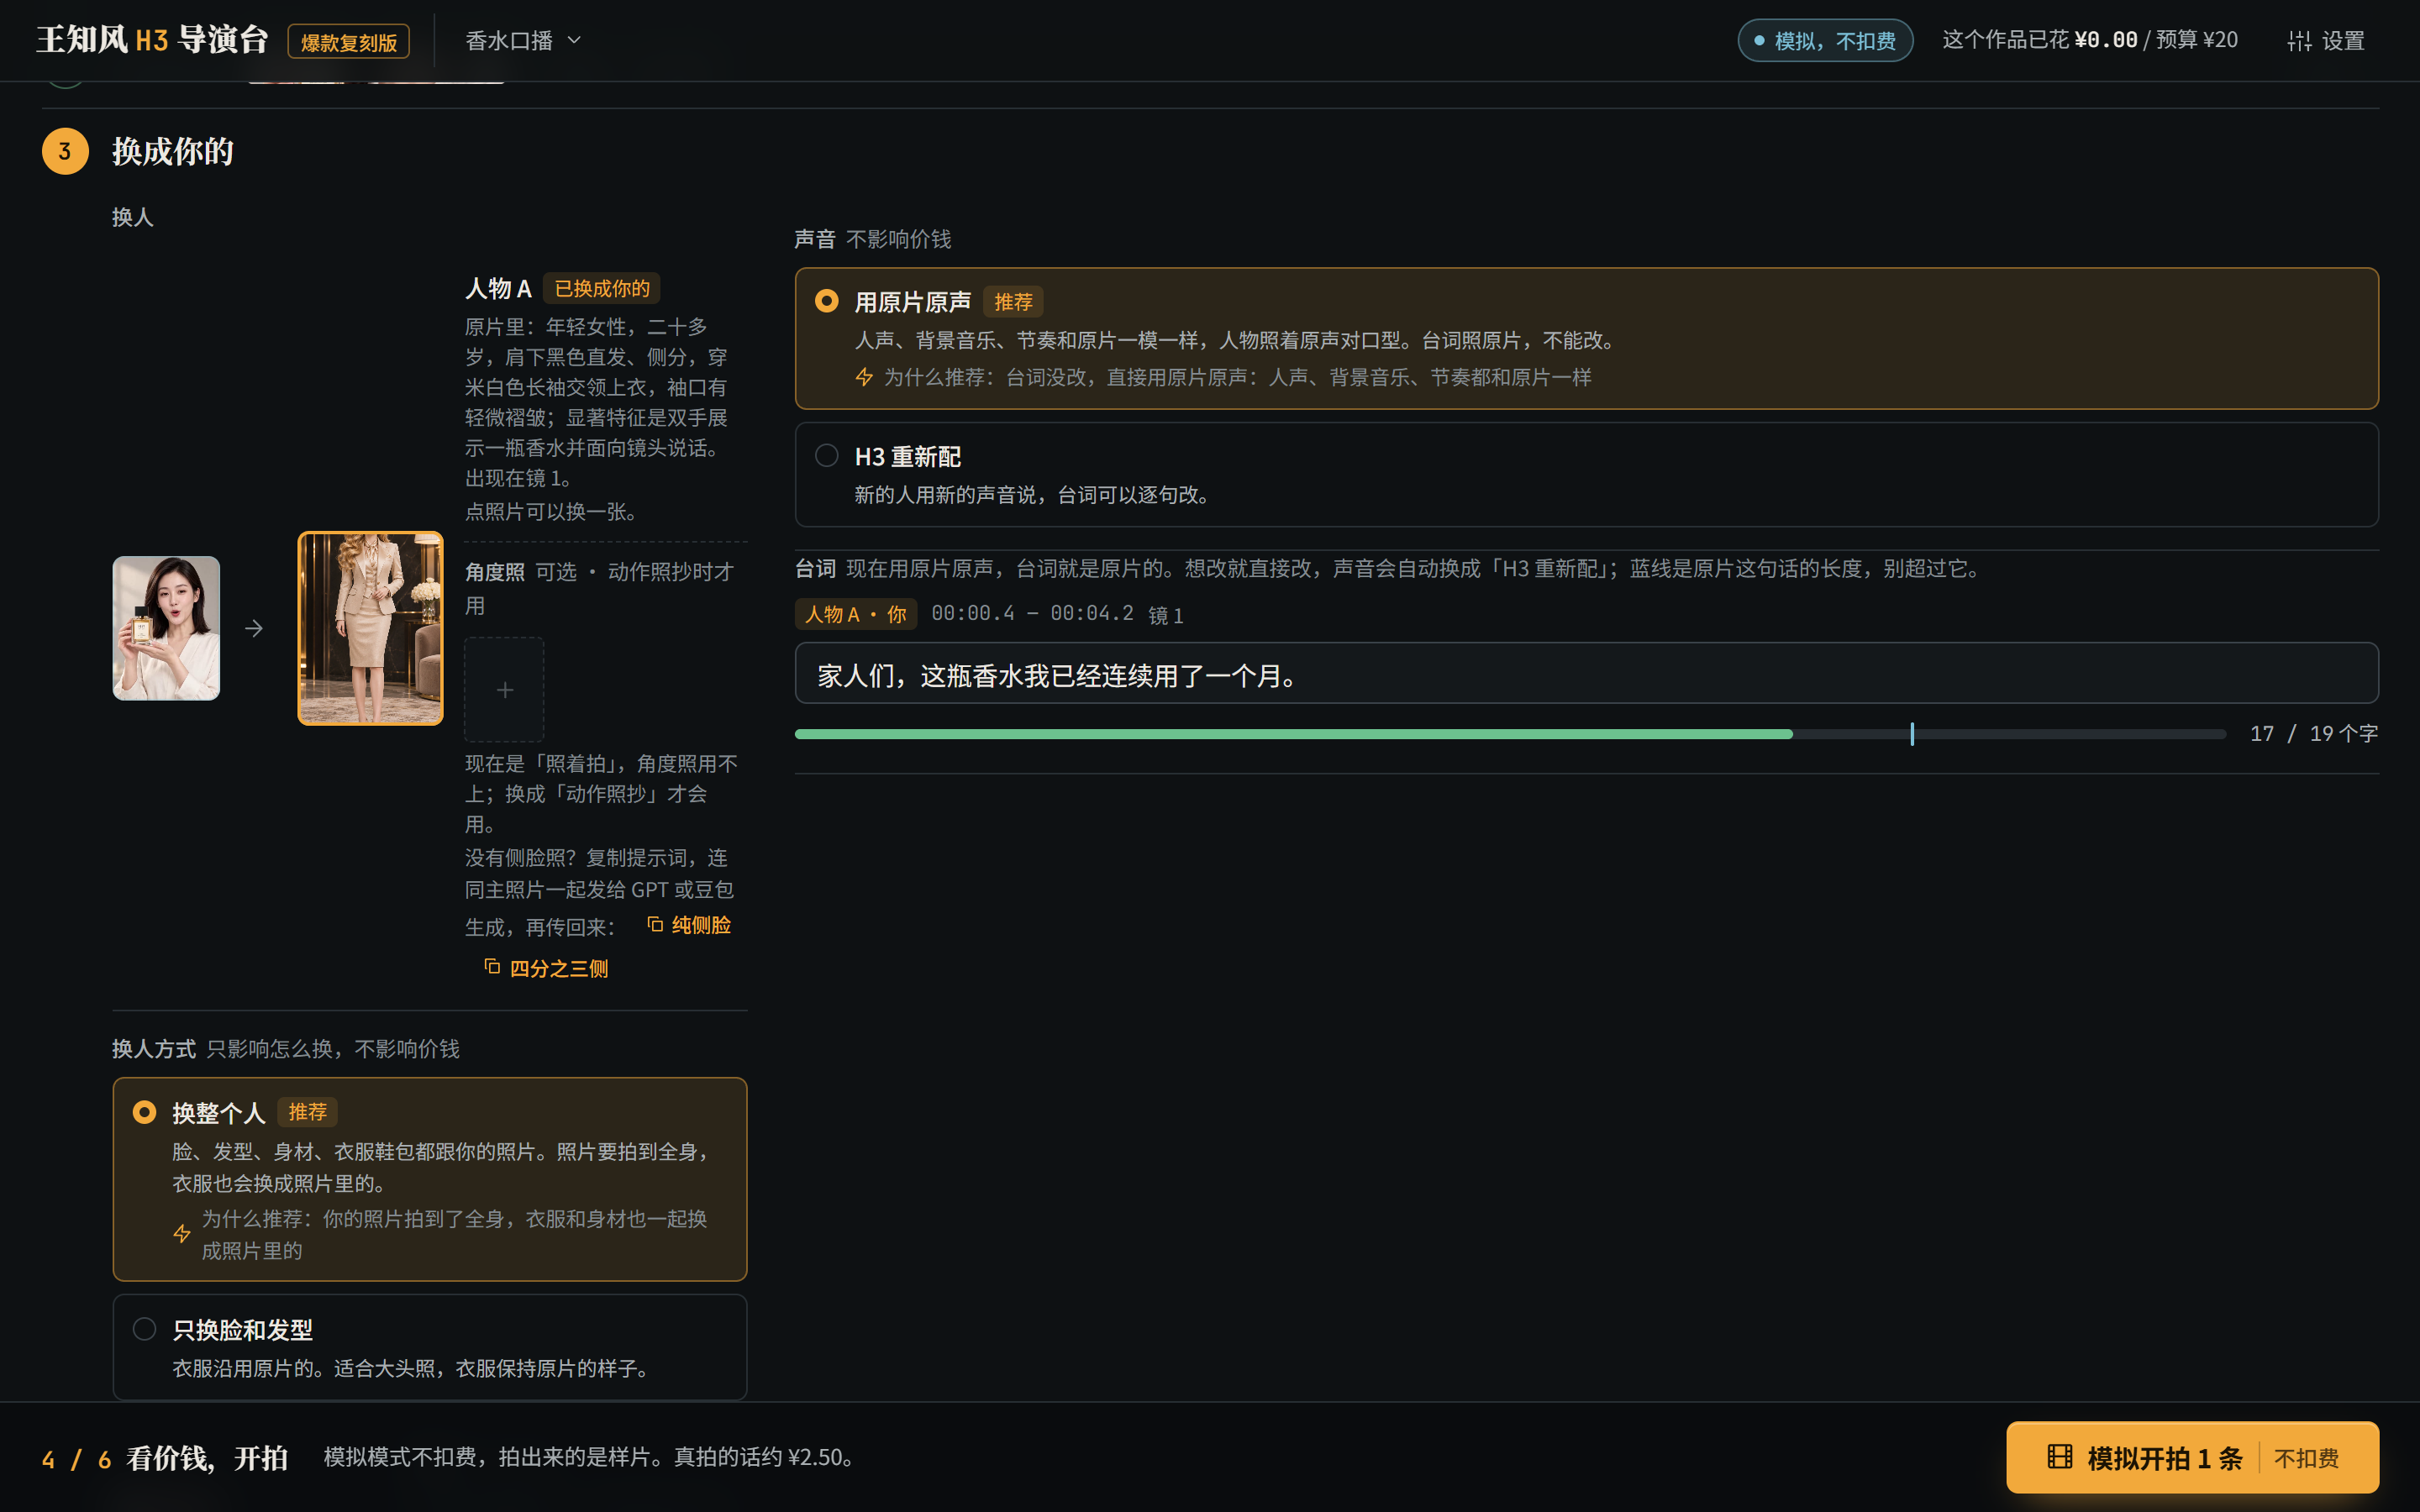 王知风 H3 导演台 爆款复刻版 香水口播
模拟，不扣费 这个作品已花 ¥0.00 / 预算 ¥20 设置
3 换成你的
换人
人物 A 已换成你的
原片里：年轻女性，二十多
岁，肩下黑色直发、侧分，穿
米白色长袖交领上衣，袖口有
轻微褶皱；显著特征是双手展
示一瓶香水并面向镜头说话。
出现在镜 1。
点照片可以换一张。
角度照 可选 · 动作照抄时才
用
现在是「照着拍」，角度照用不
上；换成「动作照抄」才会
用。
没有侧脸照？复制提示词，连
同主照片一起发给 GPT 或豆包
生成，再传回来： 纯侧脸
四分之三侧
换人方式 只影响怎么换，不影响价钱
换整个人 推荐
脸、发型、身材、衣服鞋包都跟你的照片。照片要拍到全身，
衣服也会换成照片里的。
为什么推荐：你的照片拍到了全身，衣服和身材也一起换
成照片里的
只换脸和发型
衣服沿用原片的。适合大头照，衣服保持原片的样子。
声音 不影响价钱
用原片原声 推荐
人声、背景音乐、节奏和原片一模一样，人物照着原声对口型。台词照原片，不能改。
为什么推荐：台词没改，直接用原片原声：人声、背景音乐、节奏都和原片一样
H3 重新配
新的人用新的声音说，台词可以逐句改。
台词 现在用原片原声，台词就是原片的。想改就直接改，声音会自动换成「H3 重新配」；蓝线是原片这句话的长度，别超过它。
人物 A · 你 00:00.4 – 00:04.2 镜 1
家人们，这瓶香水我已经连续用了一个月。
17 / 19 个字
4 / 6 看价钱，开拍 模拟模式不扣费，拍出来的是样片。真拍的话约 ¥2.50。
模拟开拍 1 条 不扣费